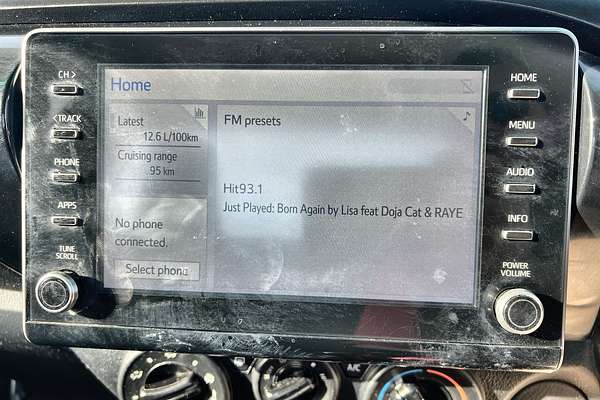 CH >
< TRACK
PHONE
APPS
TUNE
SCROLL
Home
Latest
12.6 L/100km
Cruising range
95 km
No phone
connected.
Select phone
FM presets
Hit93.1
Just Played: Born Again by Lisa feat Doja Cat & RAYE
HOME
MENU
AUDIO
INFO
POWER
VOLUME
A/C